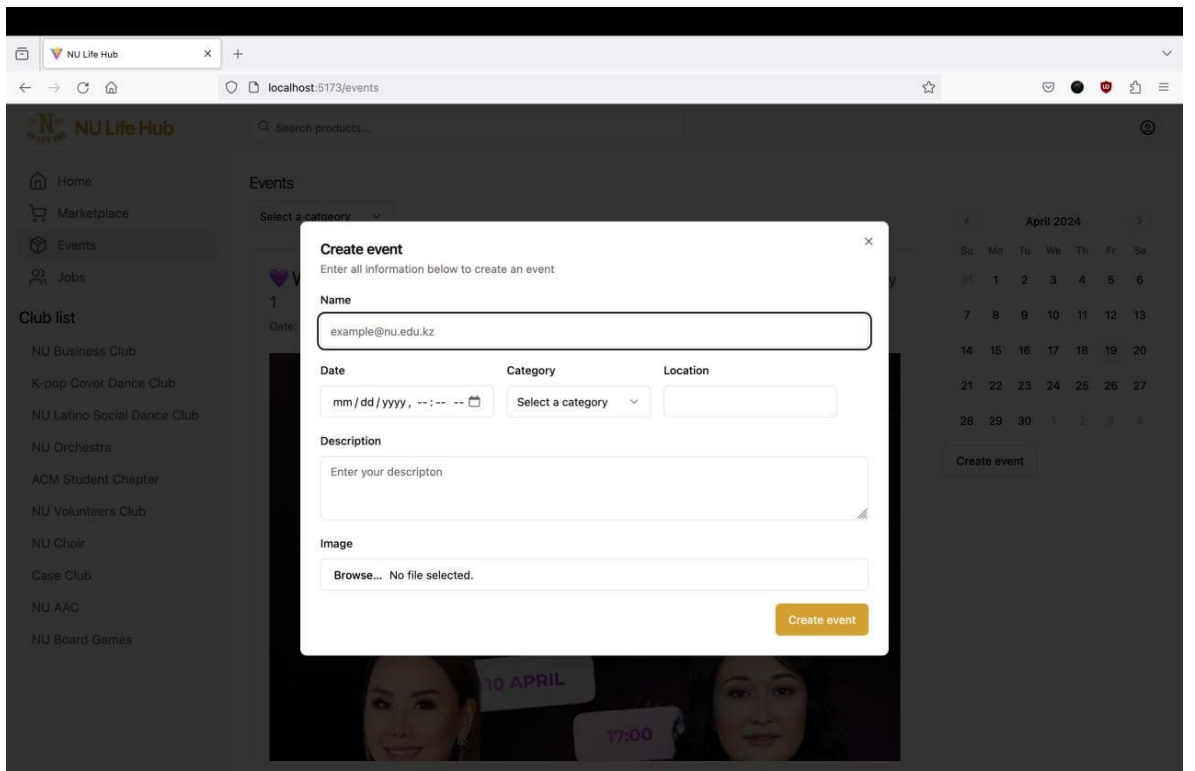 NU Life Hub
localhost:5173/events
NU Life Hub
Search products...
Home
Marketplace
Events
Jobs
Club list
NU Business Club
K-pop Cover Dance Club
NU Latino Social Dance Club
NU Orchestra
ACM Student Chapter
NU Volunteers Club
NU Choir
Case Club
NU AAC
NU Board Games
Events
Select a catgeory
1
Date:
Create event
Enter all information below to create an event
Name
example@nu.edu.kz
Date Category Location
mm/dd/yyyy, --:-- -- Select a category
Description
Enter your descripton
Image
Browse... No file selected.
Create event
10 APRIL
17:00
April 2024
Su Mo Tu We Th Fr Sa
31 1 2 3 4 5 6
7 8 9 10 11 12 13
14 15 16 17 18 19 20
21 22 23 24 25 26 27
28 29 30 1 2 3 4
Create event